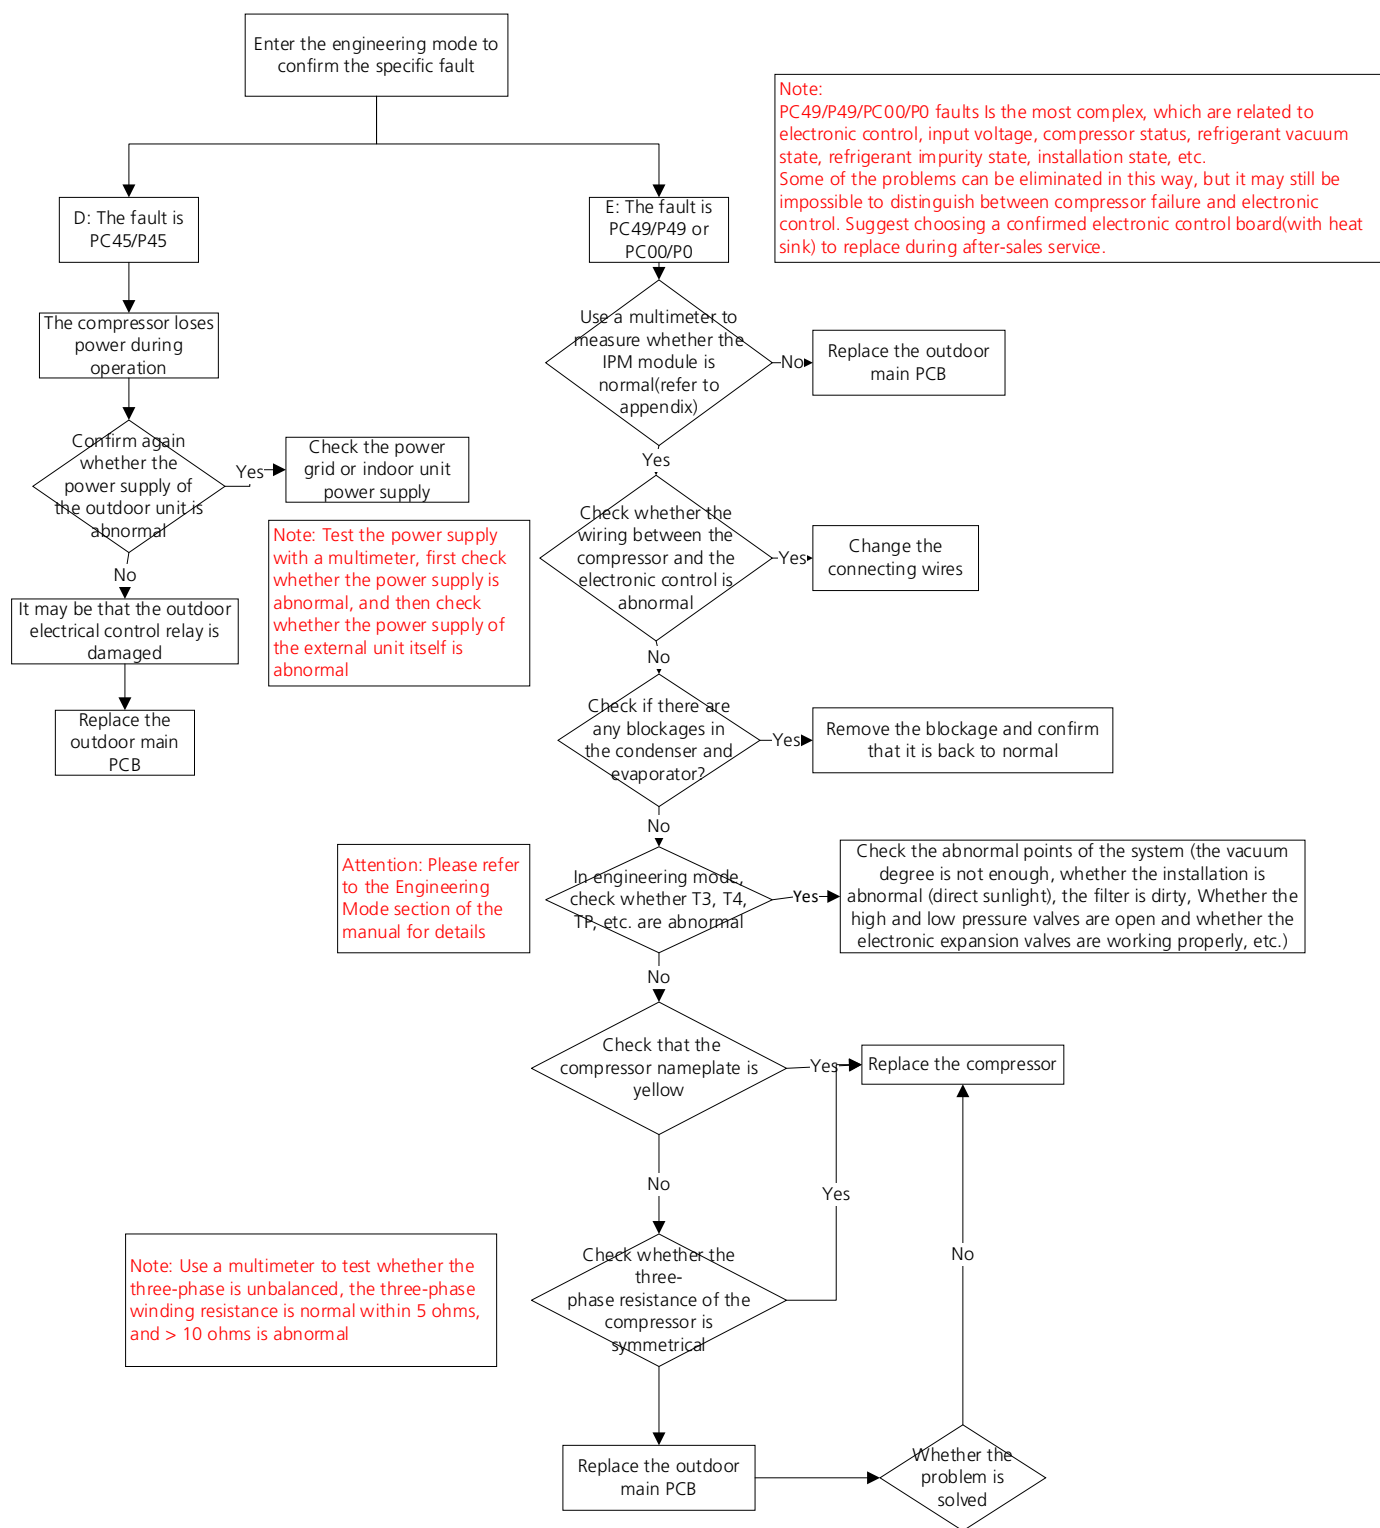 Enter the engineering mode to
confirm the specific fault
Note:
PC49/P49/PC00/P0 faults Is the most complex, which are related to
electronic control, input voltage, compressor status, refrigerant vacuum
state, refrigerant impurity state, installation state, etc.
Some of the problems can be eliminated in this way, but it may still be
impossible to distinguish between compressor failure and electronic
control. Suggest choosing a confirmed electronic control board(with heat
sink) to replace during after-sales service.
D: The fault is
PC45/P45
The compressor loses
power during
operation
Confirm again
whether the
power supply of
the outdoor unit is
abnormal
Yes
Check the power
grid or indoor unit
power supply
Note: Test the power supply
with a multimeter, first check
whether the power supply is
abnormal, and then check
whether the power supply of
the external unit itself is
abnormal
No
It may be that the outdoor
electrical control relay is
damaged
Replace the
outdoor main
PCB
E: The fault is
PC49/P49 or
PC00/P0
Use a multimeter to
measure whether the
IPM module is
normal(refer to
appendix)
No
Replace the outdoor
main PCB
Yes
Check whether the
wiring between the
compressor and the
electronic control is
abnormal
Yes
Change the
connecting wires
No
Check if there are
any blockages in
the condenser and
evaporator?
Yes
Remove the blockage and confirm
that it is back to normal
No
Attention: Please refer
to the Engineering
Mode section of the
manual for details
In engineering mode,
check whether T3, T4,
TP, etc. are abnormal
Yes
Check the abnormal points of the system (the vacuum
degree is not enough, whether the installation is
abnormal (direct sunlight), the filter is dirty, Whether the
high and low pressure valves are open and whether the
electronic expansion valves are working properly, etc.)
No
Check that the
compressor nameplate is
yellow
Yes
Replace the compressor
No
Yes
Note: Use a multimeter to test whether the
three-phase is unbalanced, the three-phase
winding resistance is normal within 5 ohms,
and > 10 ohms is abnormal
Check whether the
three-
phase resistance of the
compressor is
symmetrical
No
Replace the outdoor
main PCB
Whether the
problem is
solved